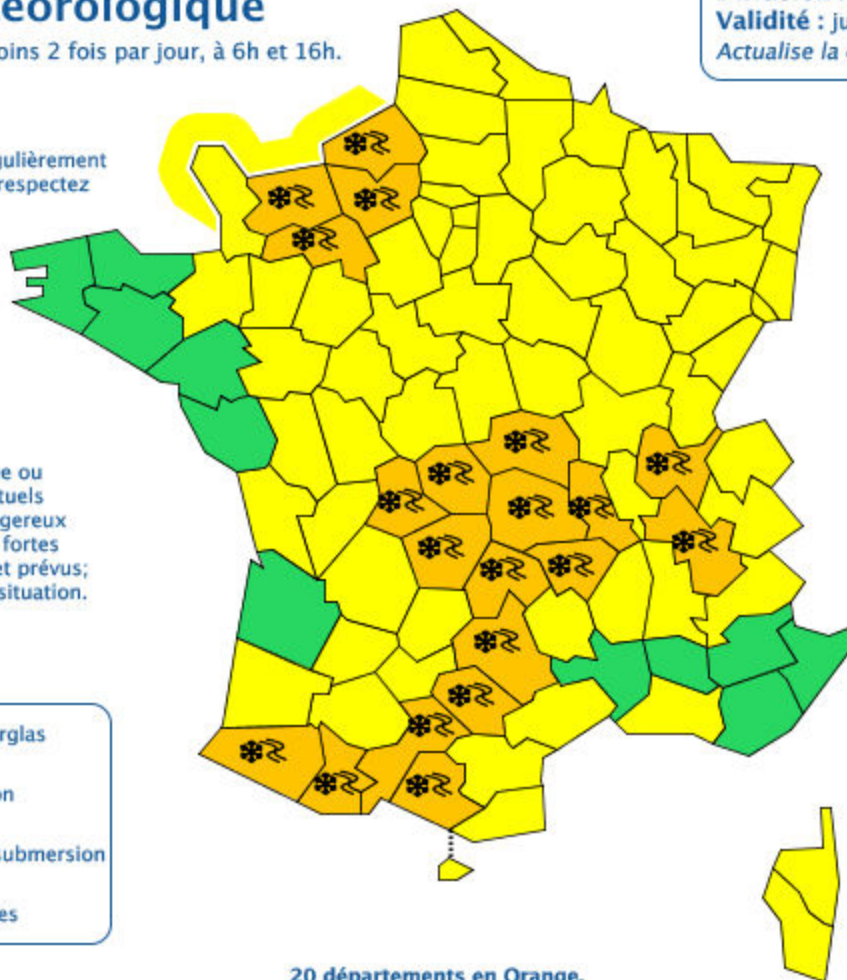 éorologique
oins 2 fois par jour, à 6h et 16h.
Validité : ju
Actualise la
gulièrement
respectez
e ou
tuels
gereux
fortes
et prévus;
situation.
rglas
on
submersion
es
20 départements en Orange.